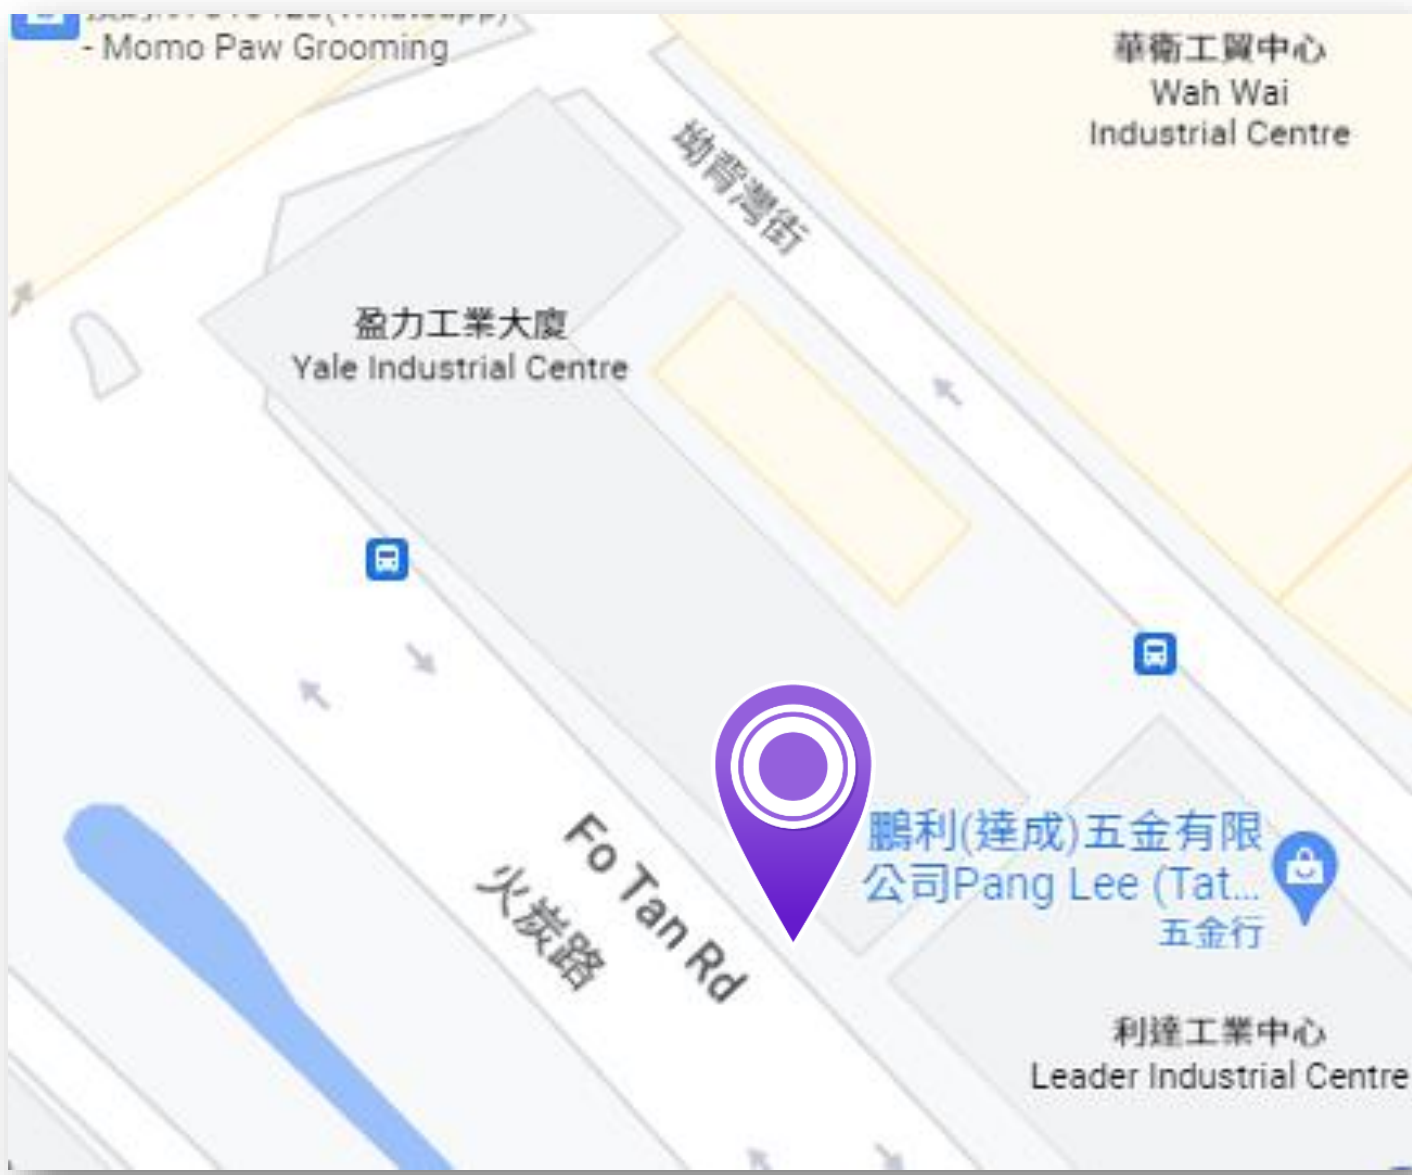 - Momo Paw Grooming
華衛工貿中心
Wah Wai
Industrial Centre
坳背灣街
盈力工業大廈
Yale Industrial Centre
Fo Tan Rd
火炭路
鵬利(達成)五金有限
公司Pang Lee (Tat...
五金行
利達工業中心
Leader Industrial Centre